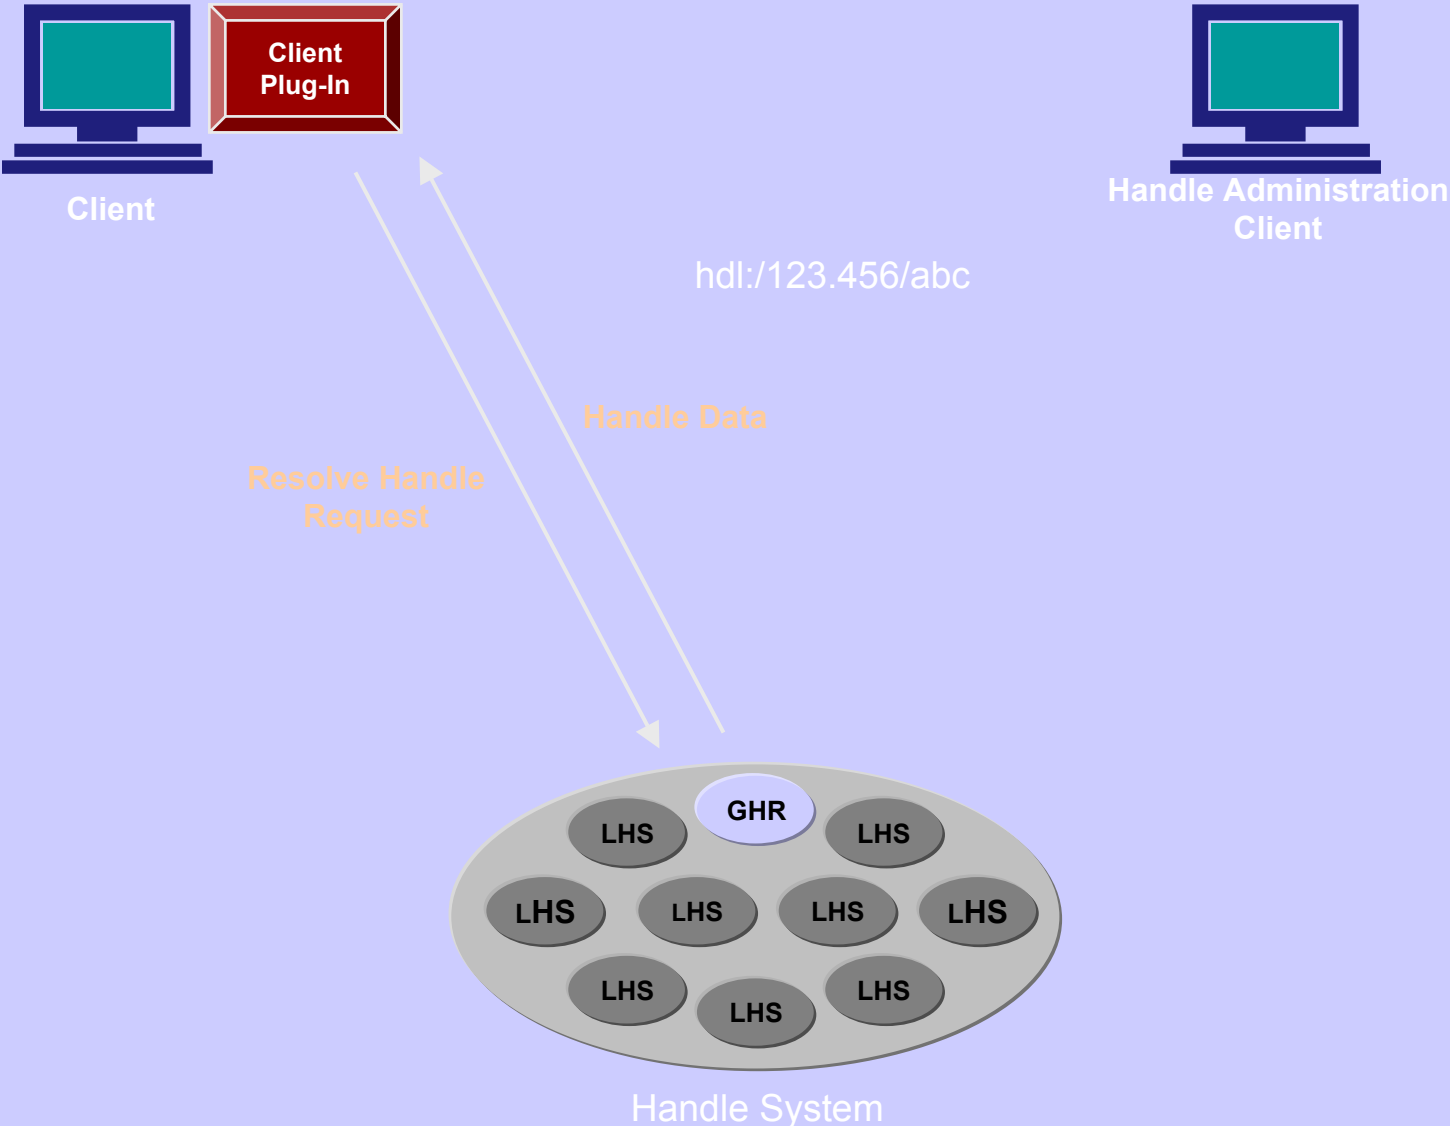 Client
Plug-In
Client
Handle Administration
Client
hdl:/123.456/abc
Handle Data
Resolve Handle
Request
GHR
LHS
LHS
LHS
LHS
LHS
LHS
LHS
LHS
LHS
Handle System